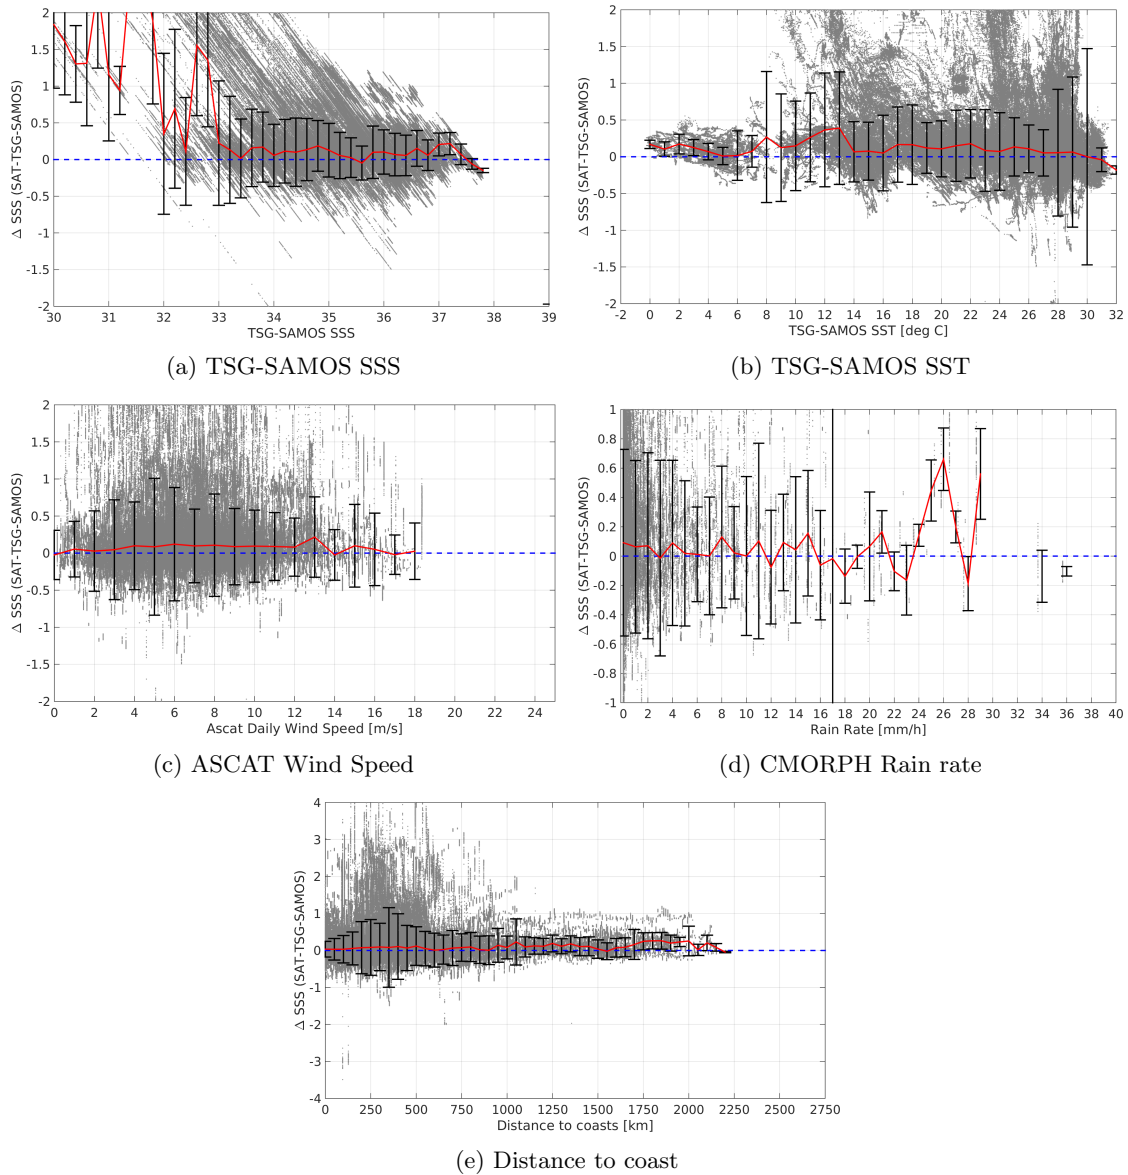 2
1.5
1
0.5
0
-0.5
-1
-1.5
-2
Δ SSS (SAT-TSG-SAMOS)
30 31 32 33 34 35 36 37 38 39
TSG-SAMOS SSS
(a) TSG-SAMOS SSS
2
1.5
1
0.5
0
-0.5
-1
-1.5
-2
Δ SSS (SAT-TSG-SAMOS)
-2 0 2 4 6 8 10 12 14 16 18 20 22 24 26 28 30 32
TSG-SAMOS SST [deg C]
(b) TSG-SAMOS SST
2
1.5
1
0.5
0
-0.5
-1
-1.5
-2
Δ SSS (SAT-TSG-SAMOS)
0 2 4 6 8 10 12 14 16 18 20 22 24
Ascat Daily Wind Speed [m/s]
(c) ASCAT Wind Speed
1
0.8
0.6
0.4
0.2
0
-0.2
-0.4
-0.6
-0.8
-1
Δ SSS (SAT-TSG-SAMOS)
0 2 4 6 8 10 12 14 16 18 20 22 24 26 28 30 32 34 36 38 40
Rain Rate [mm/h]
(d) CMORPH Rain rate
4
3
2
1
0
-1
-2
-3
-4
Δ SSS (SAT-TSG-SAMOS)
0 250 500 750 1000 1250 1500 1750 2000 2250 2500 2750
Distance to coasts [km]
(e) Distance to coast